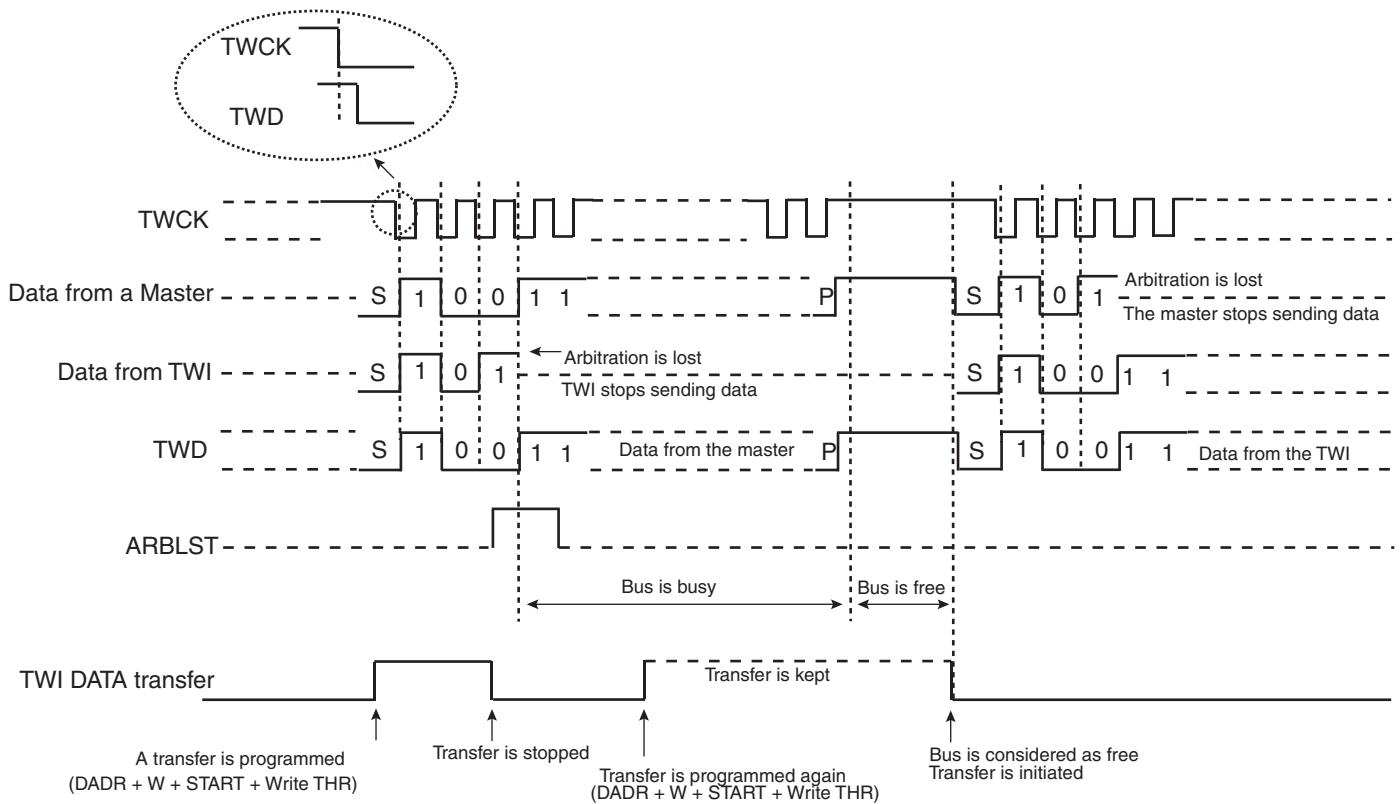 TWCK
TWD
TWCK
Data from a Master S 1 0 0 1 1 P S 1 0 1 Arbitration is lost
The master stops sending data
Data from TWI S 1 0 1 Arbitration is lost S 1 0 0 1 1
TWI stops sending data
TWD S 1 0 0 1 1 Data from the master P S 1 0 0 1 1 Data from the TWI
ARBLST
Bus is busy Bus is free
TWI DATA transfer Transfer is kept
A transfer is programmed
(DADR + W + START + Write THR)
Transfer is stopped
Transfer is programmed again
(DADR + W + START + Write THR)
Bus is considered as free
Transfer is initiated